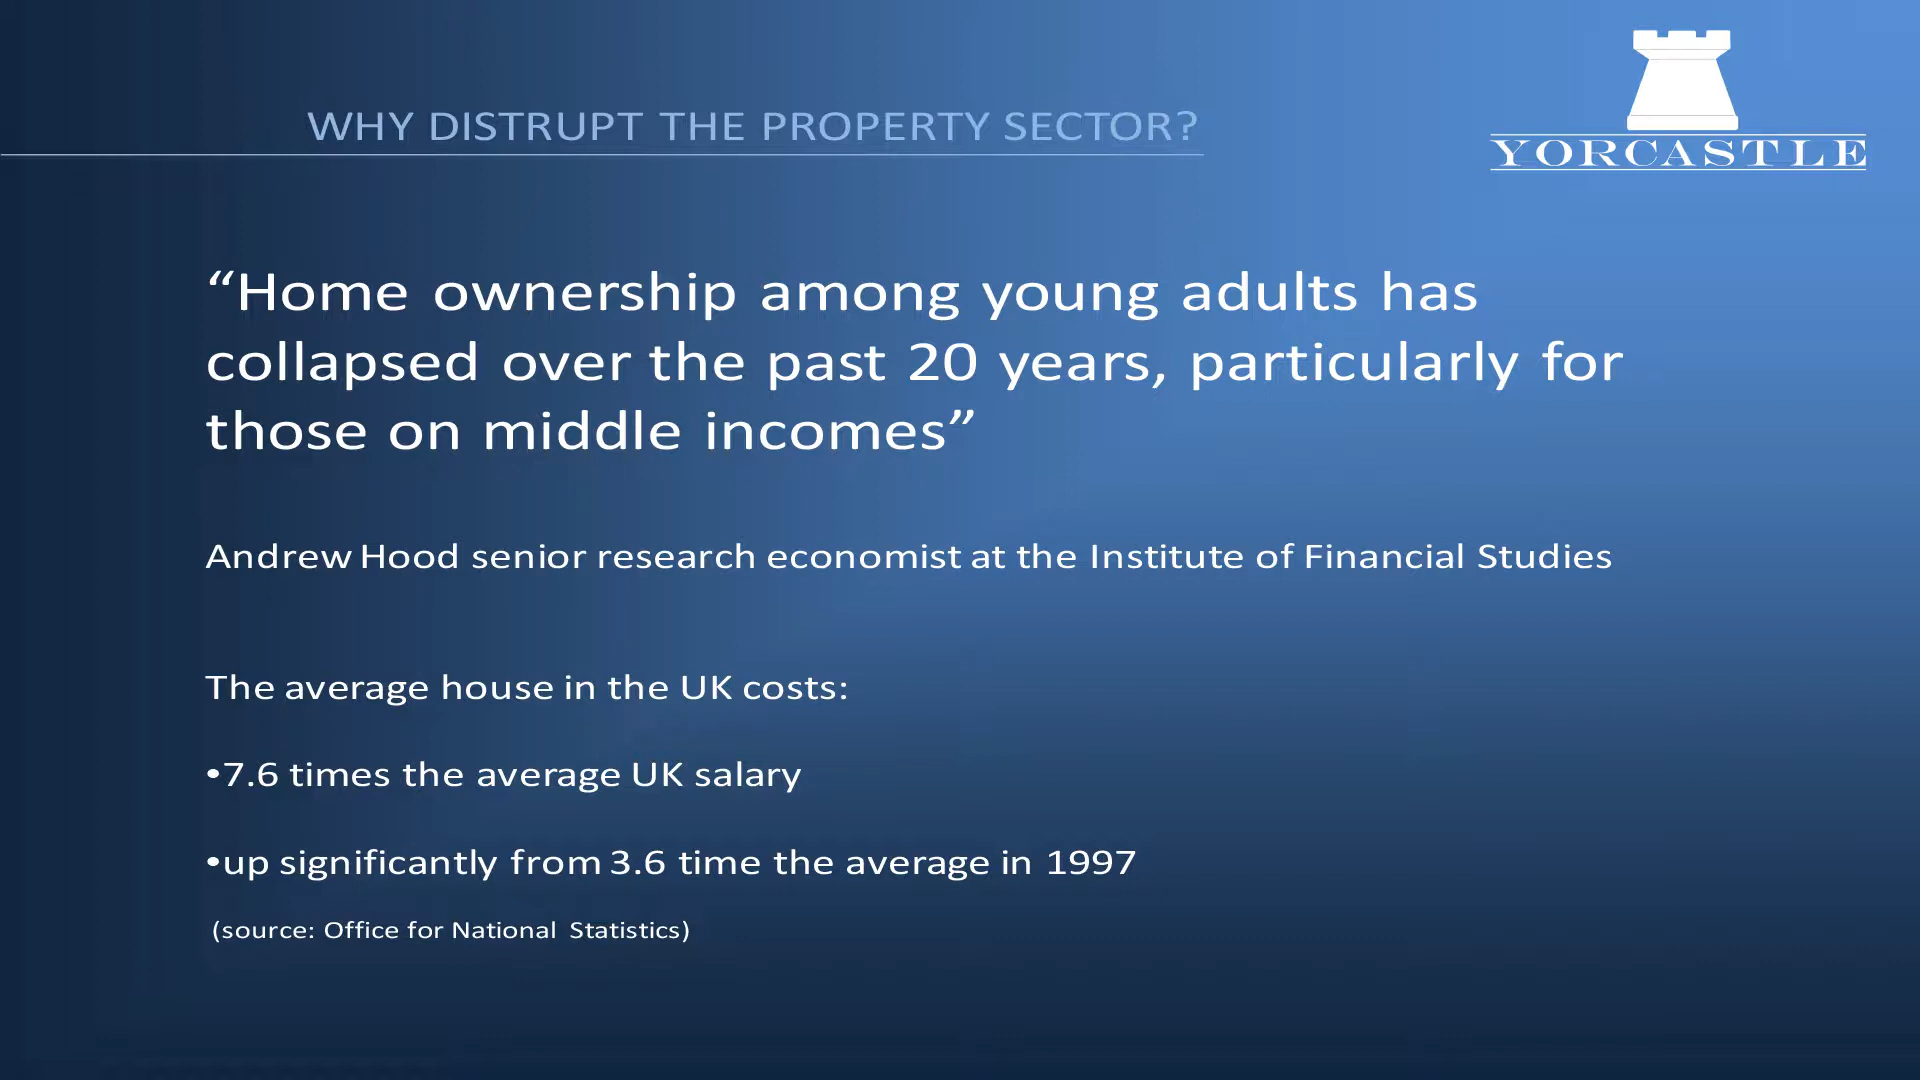 WHY DISTRUPT THE PROPERTY SECTOR?
YORCASTLE
“Home ownership among young adults has
collapsed over the past 20 years, particularly for
those on middle incomes”
Andrew Hood senior research economist at the Institute of Financial Studies
The average house in the UK costs:
•7.6 times the average UK salary
•up significantly from 3.6 time the average in 1997
(source: Office for National Statistics)